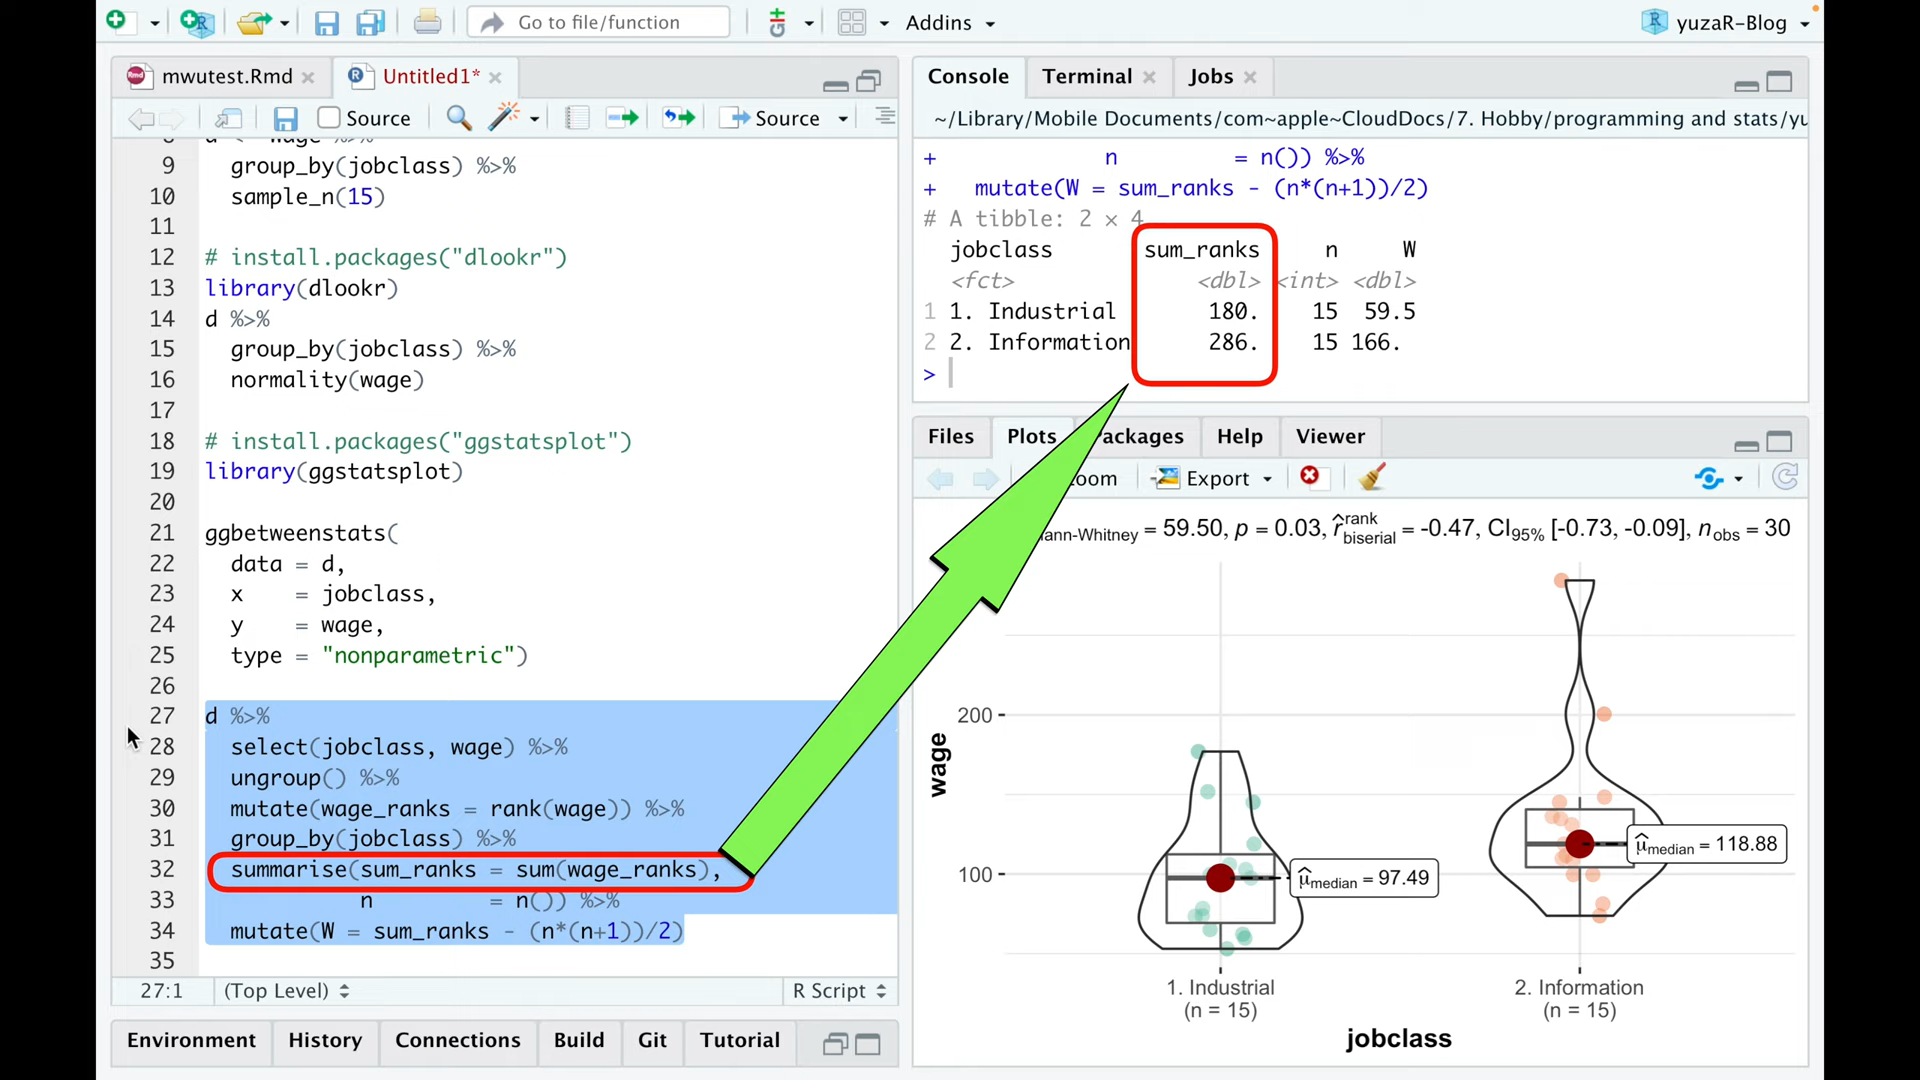 Go to file/function
Addins
yuzaR-Blog
mwutest.Rmd
Untitled1*
Source
Source
9 group_by(jobclass) %>%
10 sample_n(15)
11
12 # install.packages("dlookr")
13 library(dlookr)
14 d %>%
15 group_by(jobclass) %>%
16 normality(wage)
17
18 # install.packages("ggstatsplot")
19 library(ggstatsplot)
20
21 ggbetweenstats(
22 data = d,
23 x = jobclass,
24 y = wage,
25 type = "nonparametric")
26
27 d %>%
28 select(jobclass, wage) %>%
29 ungroup() %>%
30 mutate(wage_ranks = rank(wage)) %>%
31 group_by(jobclass) %>%
32 summarise(sum_ranks = sum(wage_ranks),
33 n = n()) %>%
34 mutate(W = sum_ranks - (n*(n+1))/2)
35
27:1 (Top Level) R Script
Environment History Connections Build Git Tutorial
Console Terminal Jobs
~/Library/Mobile Documents/com~apple~CloudDocs/7. Hobby/programming and stats/yu
+ n = n()) %>%
+ mutate(W = sum_ranks - (n*(n+1))/2)
# A tibble: 2 × 4
jobclass sum_ranks n W
<fct> <dbl> <int> <dbl>
1 1. Industrial 180. 15 59.5
2 2. Information 286. 15 166.
>
Files Plots Packages Help Viewer
Export
ann-Whitney = 59.50, p = 0.03, r̂ rank biserial = -0.47, CI95% [-0.73, -0.09], nobs = 30
wage
200
100
μ̂median = 97.49
μ̂median = 118.88
1. Industrial
(n = 15)
2. Information
(n = 15)
jobclass